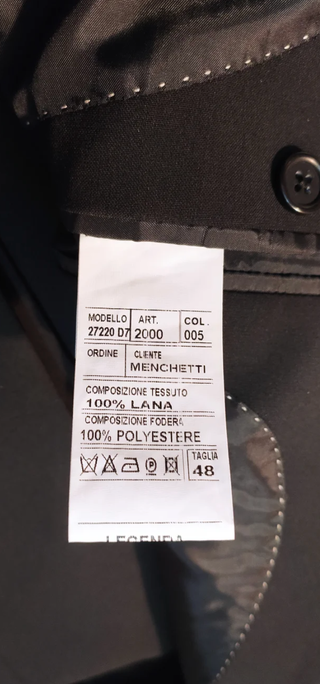 MODELLO ART. COL.
27220 D7 2000 005
ORDINE CLIENTE
MENCHETTI
COMPOSIZIONE TESSUTO
100% LANA
COMPOSIZIONE FODERA
100% POLYESTERE
TAGLIA
48
LEGENDA